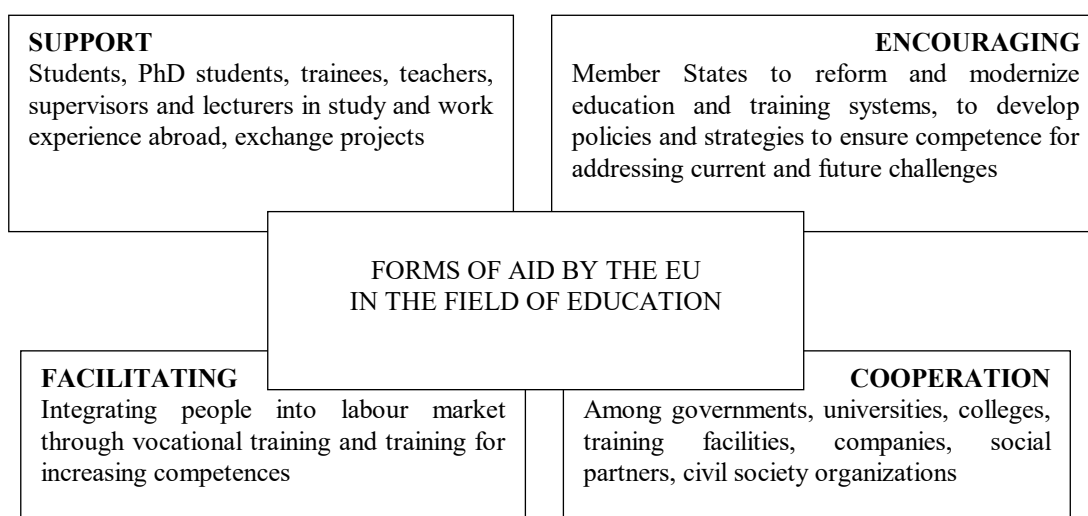 SUPPORT
Students, PhD students, trainees, teachers,
supervisors and lecturers in study and work
experience abroad, exchange projects
ENCOURAGING
Member States to reform and modernize
education and training systems, to develop
policies and strategies to ensure competence for
addressing current and future challenges
FORMS OF AID BY THE EU
IN THE FIELD OF EDUCATION
FACILITATING
Integrating people into labour market
through vocational training and training for
increasing competences
COOPERATION
Among governments, universities, colleges,
training facilities, companies, social
partners, civil society organizations